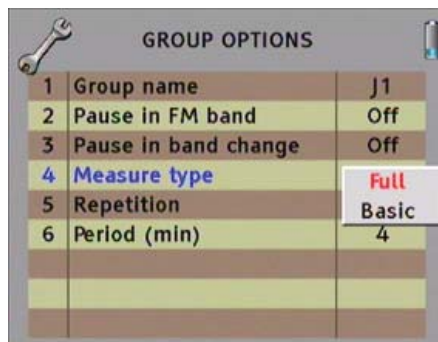 GROUP OPTIONS
1 Group name J1
2 Pause in FM band Off
3 Pause in band change Off
4 Measure type Full
5 Repetition Basic
6 Period (min) 4